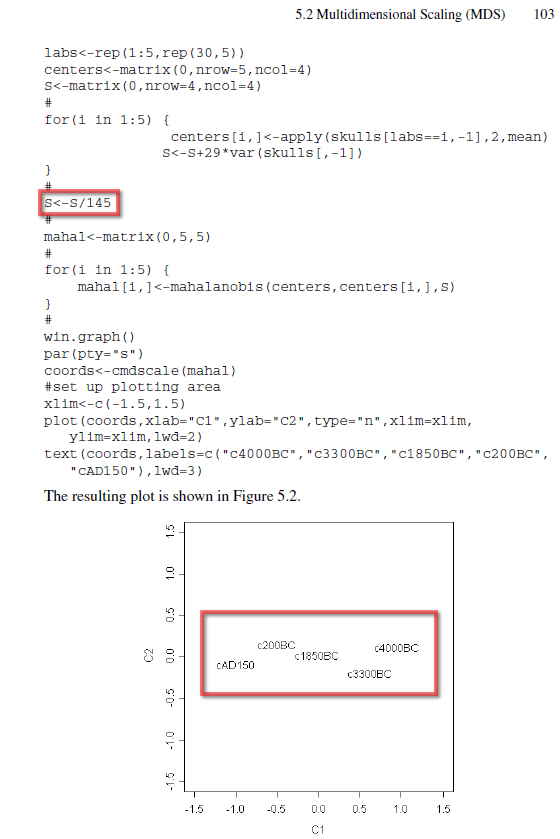 5.2 Multidimensional Scaling (MDS) 103
labs<-rep(1:5,rep(30,5))
centers<-matrix(0,nrow=5,ncol=4)
S<-matrix(0,nrow=4,ncol=4)
#
for(i in 1:5) {
centers[i,]<-apply(skulls[labs==i,-1],2,mean)
S<-S+29*var(skulls[,-1])
}
#
S<-S/145
#
mahal<-matrix(0,5,5)
#
for(i in 1:5) {
mahal[i,]<-mahalanobis(centers,centers[i,],S)
}
#
win.graph()
par(pty="s")
coords<-cmdscale(mahal)
#set up plotting area
xlim<-c(-1.5,1.5)
plot(coords,xlab="C1",ylab="C2",type="n",xlim=xlim,
ylim=xlim,lwd=2)
text(coords,labels=c("c4000BC","c3300BC","c1850BC","c200BC",
"cAD150"),lwd=3)
The resulting plot is shown in Figure 5.2.
1.5
1.0
0.5
0.0
-0.5
-1.0
-1.5
C2
c200BC
c4000BC
c1850BC
cAD150
c3300BC
-1.5 -1.0 -0.5 0.0 0.5 1.0 1.5
C1